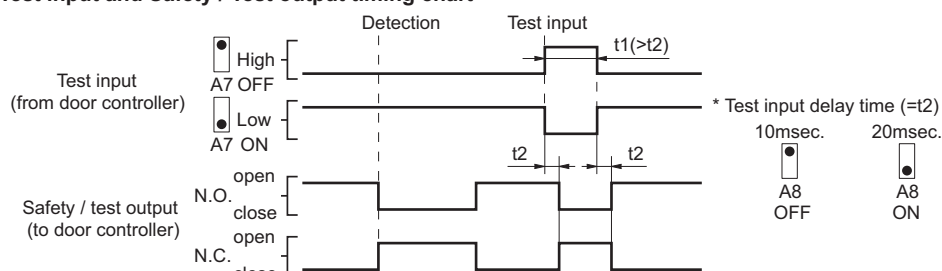 Test input and Safety / Test output timing chart
Detection Test input
t1(>t2)
High
A7 OFF
Test input
(from door controller)
Low
A7 ON
* Test input delay time (=t2)
10msec. 20msec.
A8 A8
OFF ON
t2 t2
open
N.O.
close
Safety / test output
(to door controller)
open
N.C.
close